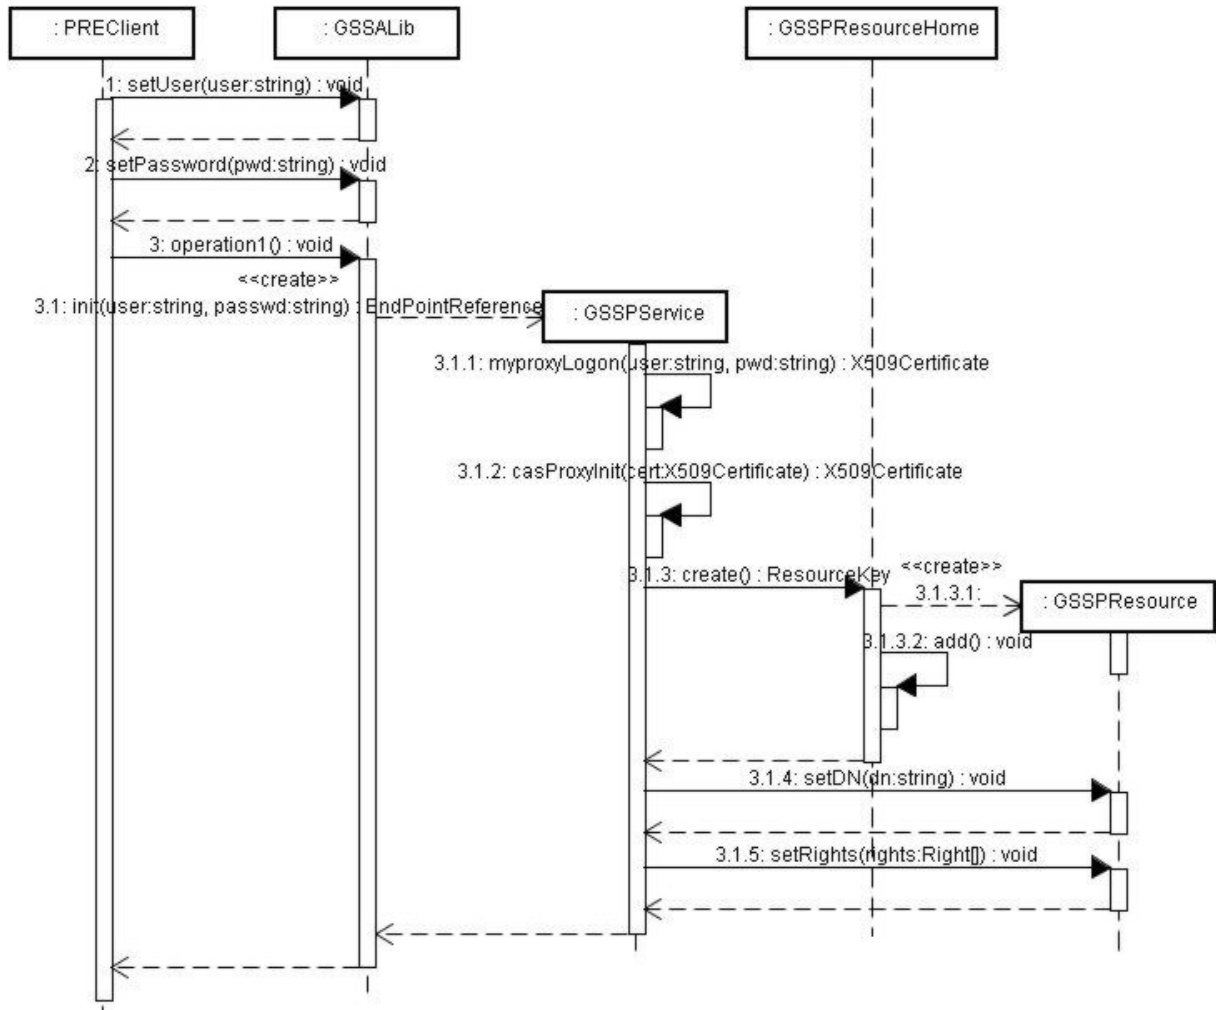 : PREClient
: GSSALib
: GSSPResourceHome
1: setUser(user:string) : void
2: setPassword(pwd:string) : void
3: operation1() : void
<<create>>
3.1: init(user:string, passwd:string) : EndPointReference
: GSSPService
3.1.1: myproxyLogon(user:string, pwd:string) : X509Certificate
3.1.2: casProxyInit(cert:X509Certificate) : X509Certificate
3.1.3: create() : ResourceKey
<<create>>
3.1.3.1:
: GSSPResource
3.1.3.2: add() : void
3.1.4: setDN(dn:string) : void
3.1.5: setRights(rights:Right[]) : void